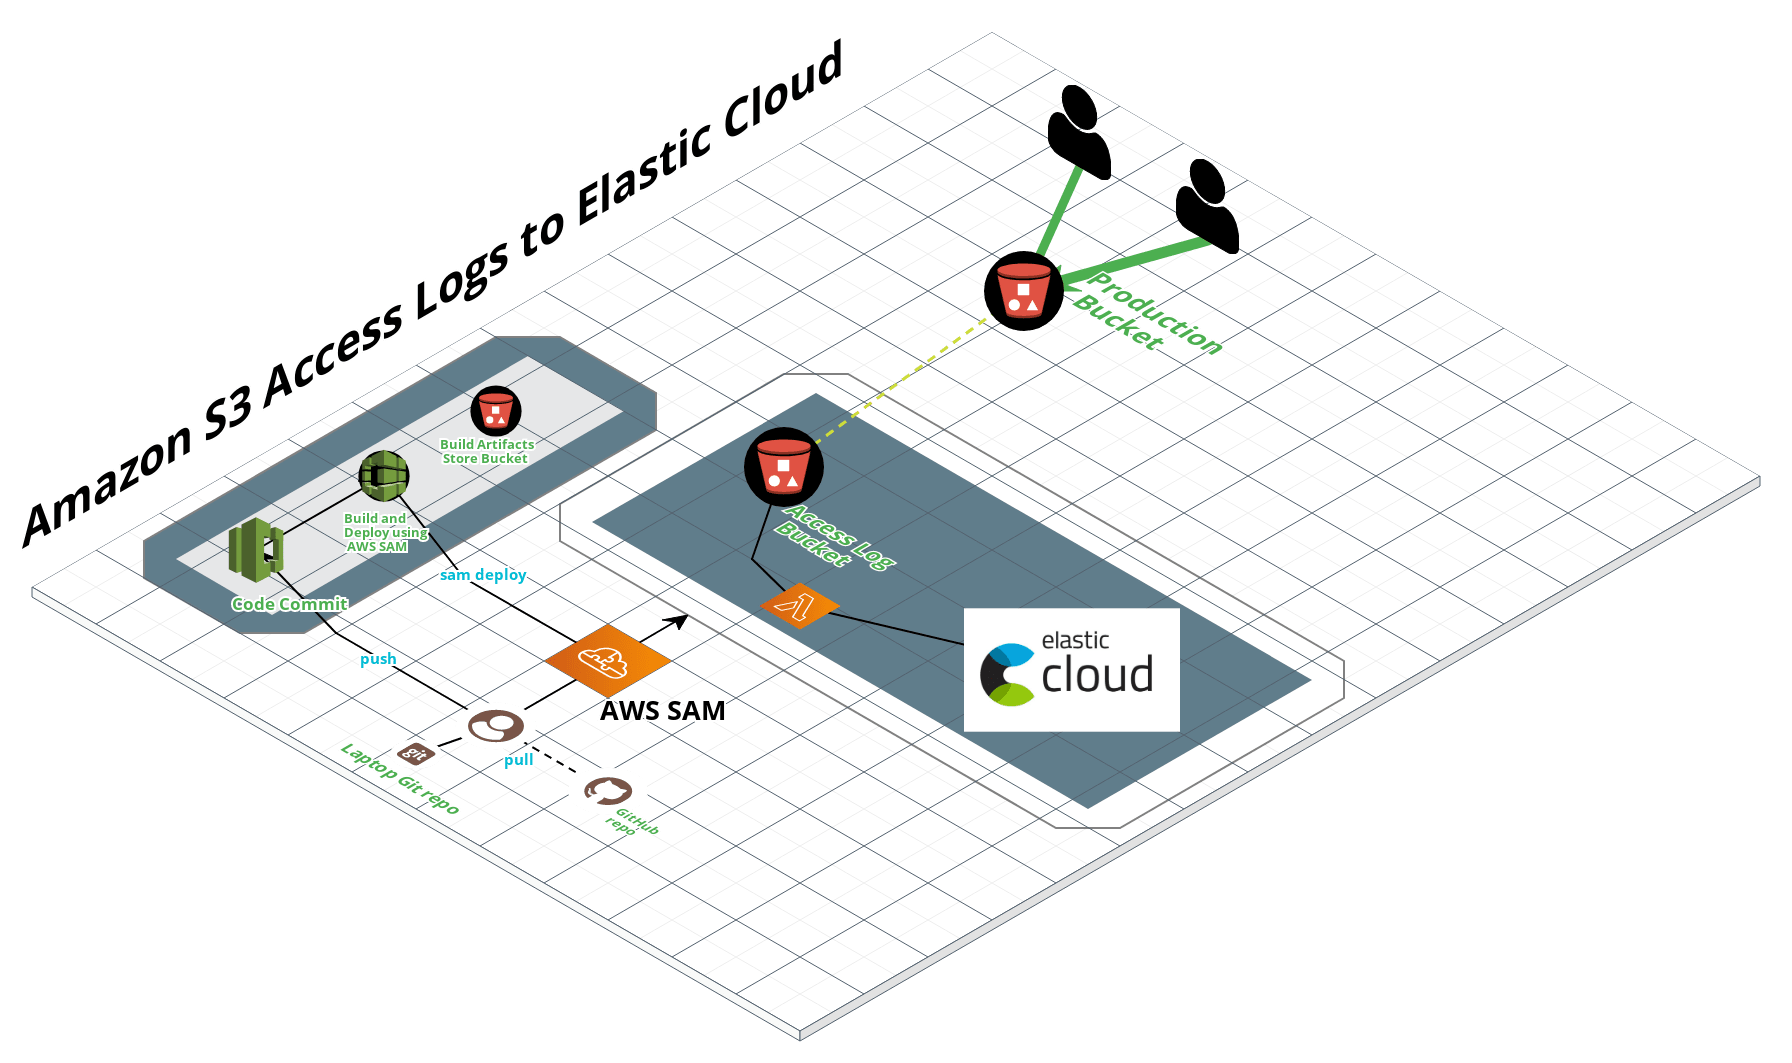 Amazon S3 Access Logs to Elastic Cloud
Production
Bucket
Build Artifacts
Store Bucket
Build and
Deploy using
AWS SAM
Code Commit
Access Log
Bucket
sam deploy
push
AWS SAM
elastic
cloud
git
Laptop Git repo
pull
GitHub
repo